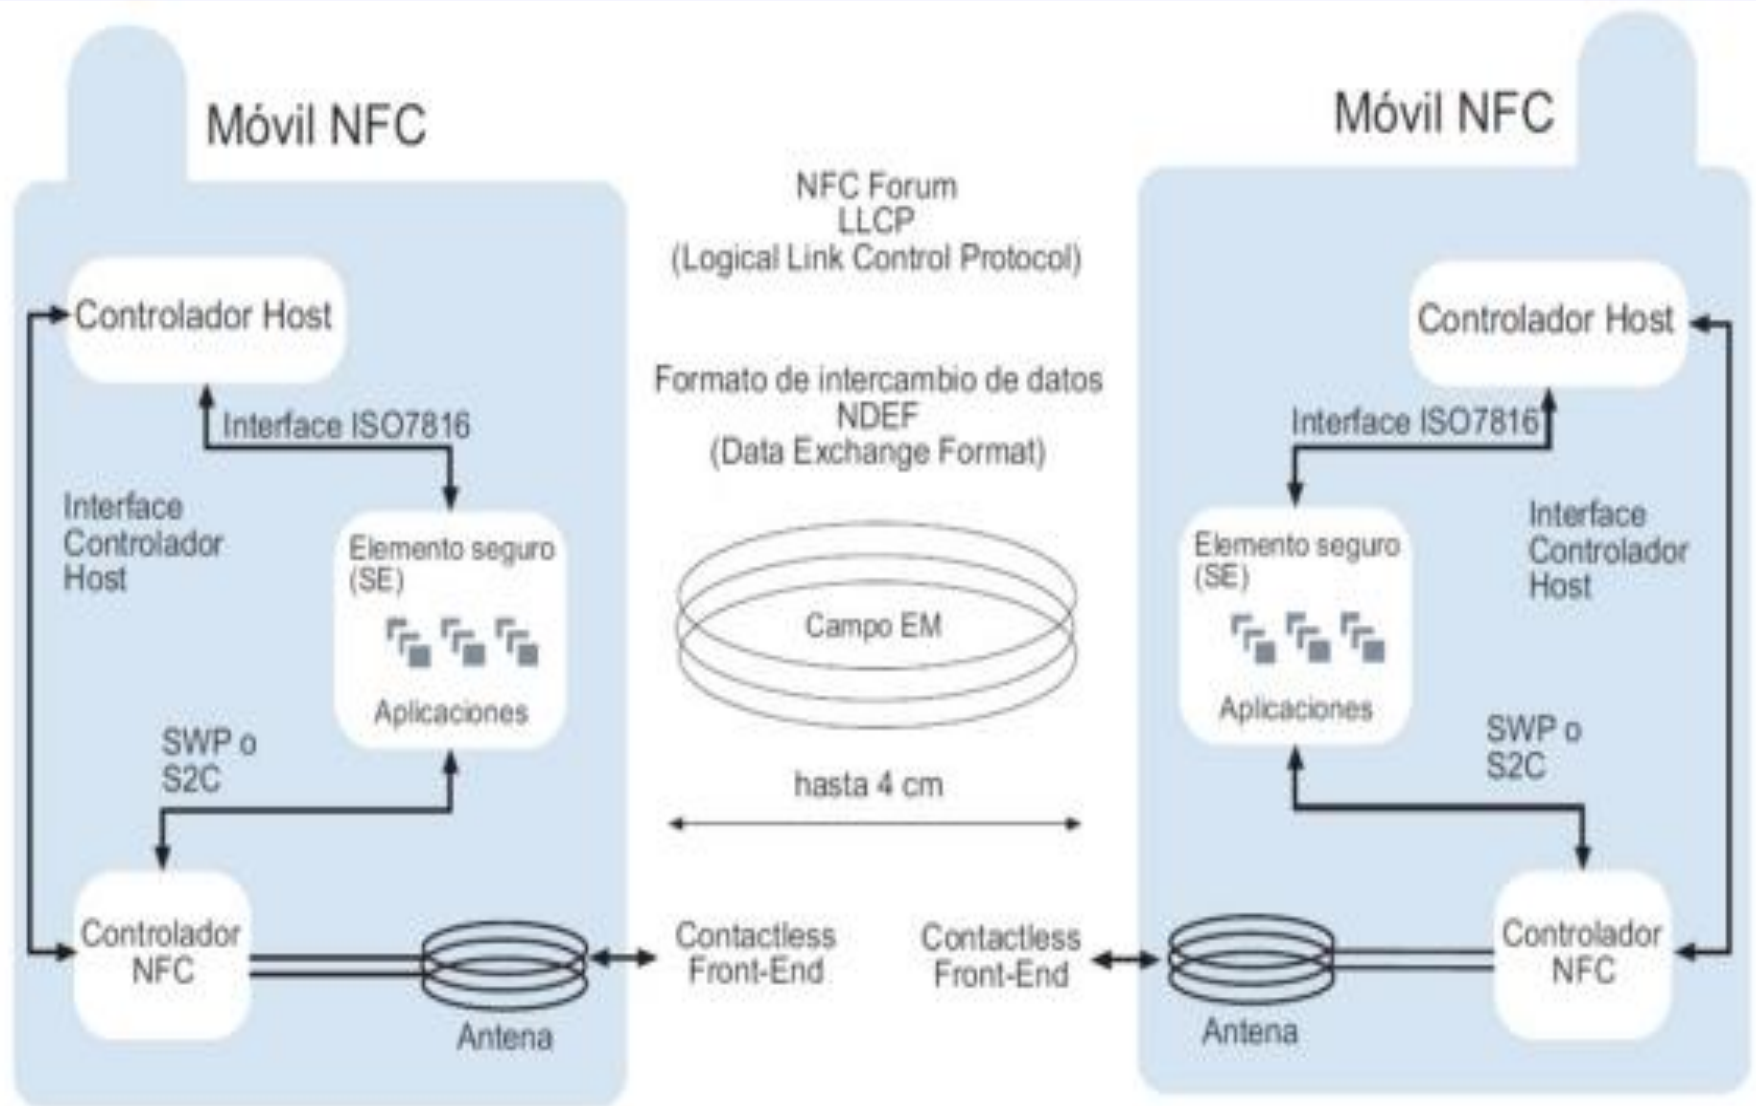 Móvil NFC
Controlador Host
Interface ISO7816
Interface
Controlador
Host
Elemento seguro
(SE)
Aplicaciones
SWP o
S2C
Controlador
NFC
Antena
NFC Forum
LLCP
(Logical Link Control Protocol)
Formato de intercambio de datos
NDEF
(Data Exchange Format)
Campo EM
hasta 4 cm
Contactless
Front-End
Contactless
Front-End
Móvil NFC
Controlador Host
Interface ISO7816
Interface
Controlador
Host
Elemento seguro
(SE)
Aplicaciones
SWP o
S2C
Controlador
NFC
Antena